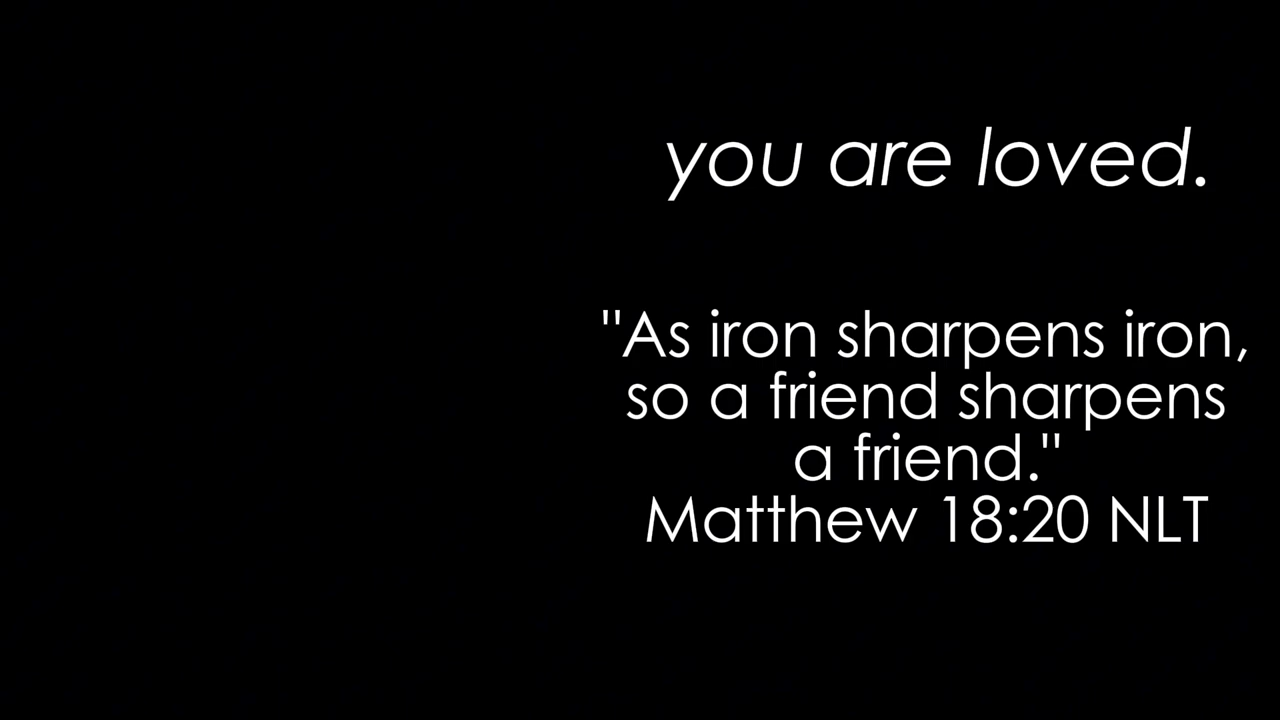 you are loved.
"As iron sharpens iron,
so a friend sharpens
a friend."
Matthew 18:20 NLT